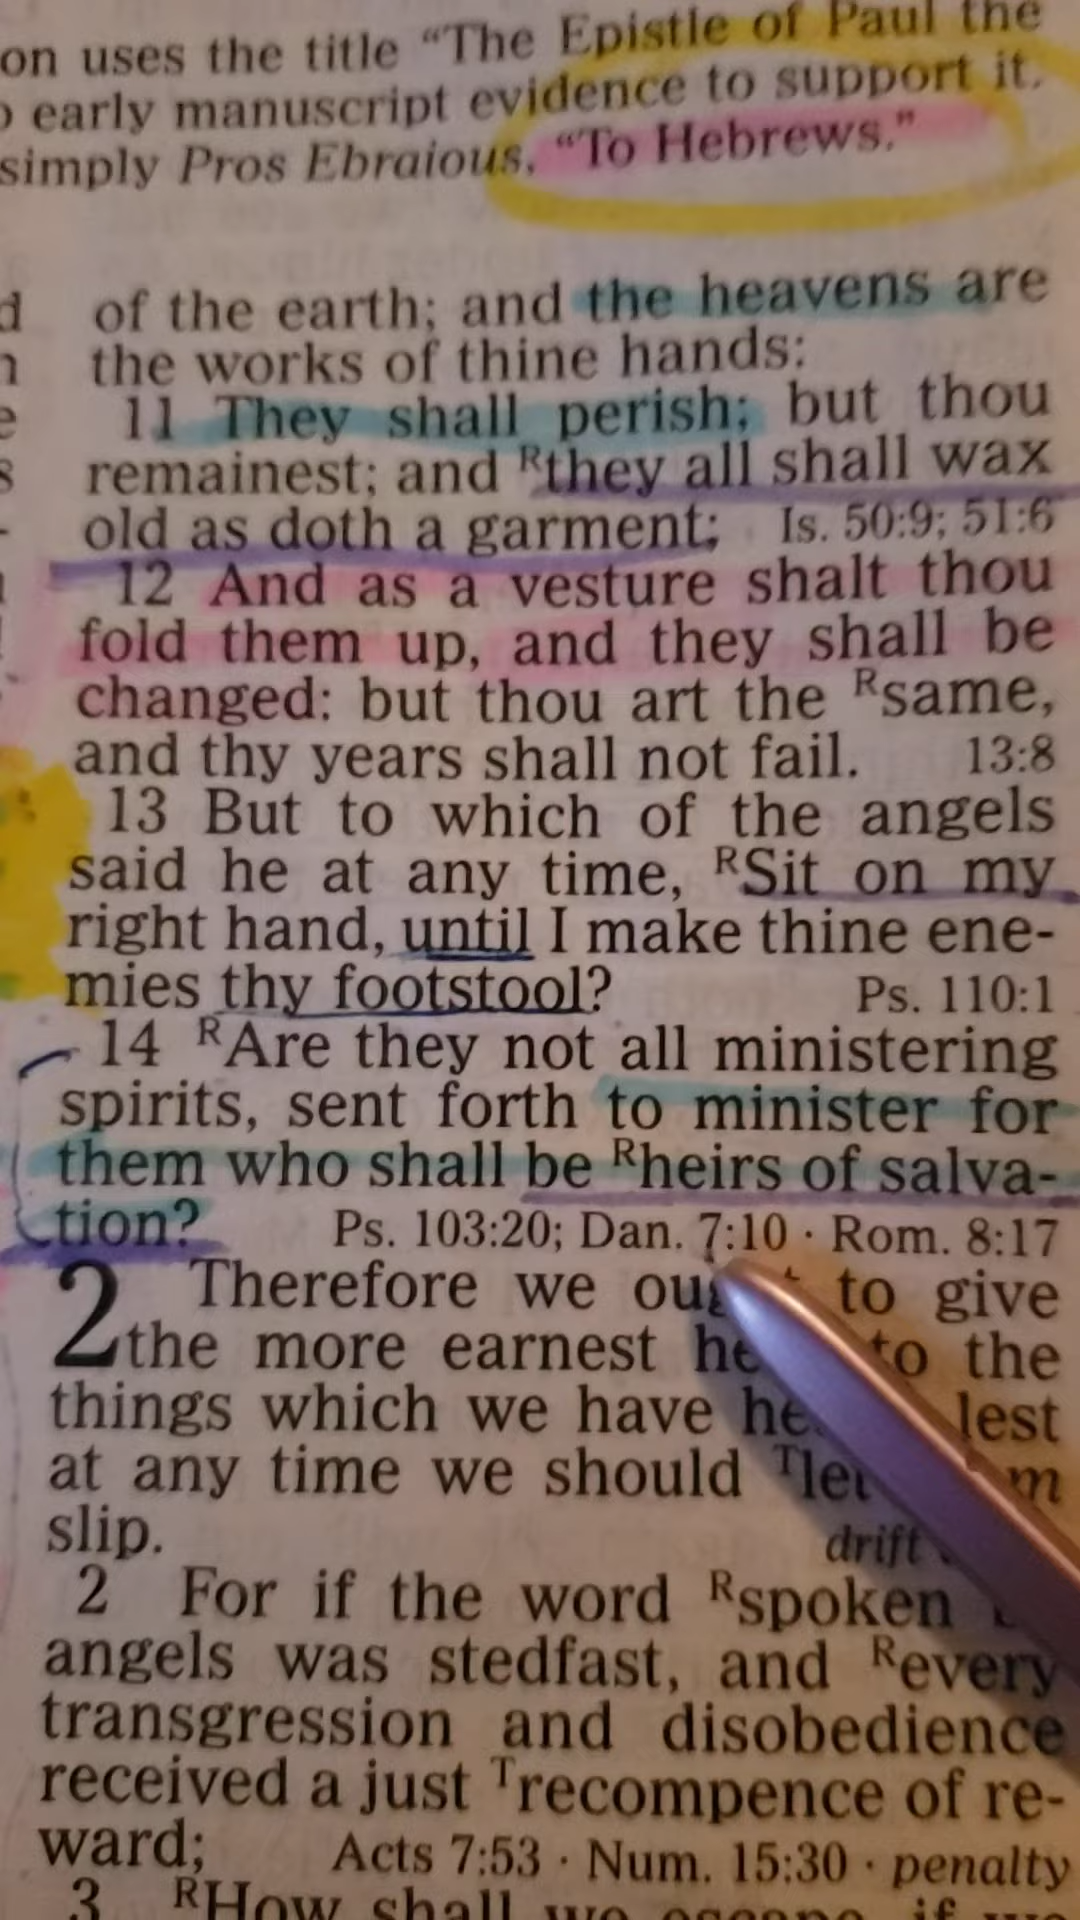 on uses the title “The Epistle of Paul the
early manuscript evidence to support it.
simply Pros Ebraious, “To Hebrews.”
of the earth; and the heavens are
the works of thine hands:
11 They shall perish; but thou
remainest; and Rthey all shall wax
old as doth a garment; Is. 50:9; 51:6
12 And as a vesture shalt thou
fold them up, and they shall be
changed: but thou art the Rsame,
and thy years shall not fail. 13:8
13 But to which of the angels
said he at any time, RSit on my
right hand, until I make thine ene-
mies thy footstool? Ps. 110:1
14 RAre they not all ministering
spirits, sent forth to minister for
them who shall be Rheirs of salva-
tion? Ps. 103:20; Dan. 7:10 · Rom. 8:17
2 Therefore we to give
the more earnest to the
things which we have lest
at any time we should
slip. drift
2 For if the word Rspoken
angels was stedfast, and Revery
transgression and disobedience
received a just Trecompence of re-
ward; Acts 7:53 · Num. 15:30 · penalty
3 RHow shall we escape, if we